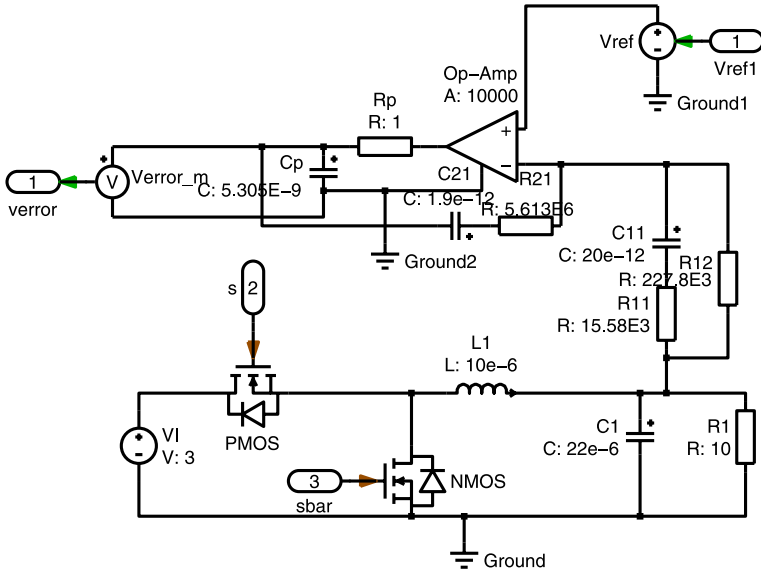 Vref
1
Vref1
Ground1
Op-Amp
A: 10000
Rp
R: 1
+
-
V
Verror_m
1
verror
Cp
C: 5.305E-9
C21
C: 1.9e-12
R21
R: 5.613E6
Ground2
C11
C: 20e-12
R12
R: 227.8E3
R11
R: 15.58E3
s
2
L1
L: 10e-6
PMOS
VI
V: 3
3
sbar
NMOS
C1
C: 22e-6
R1
R: 10
Ground